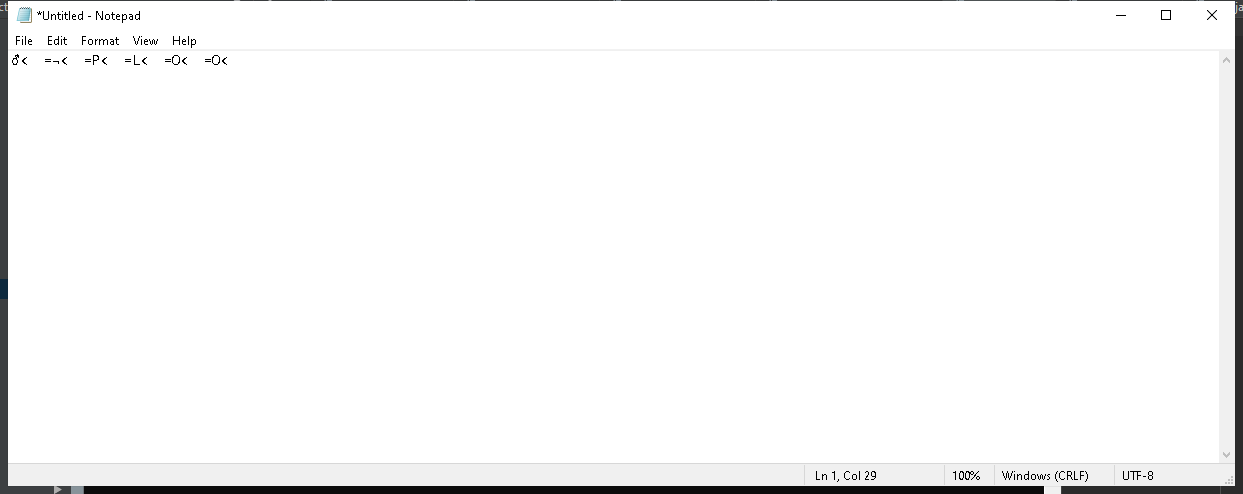 *Untitled - Notepad
File Edit Format View Help
♂< =¬< =P< =L< =O< =O<
Ln 1, Col 29 100% Windows (CRLF) UTF-8